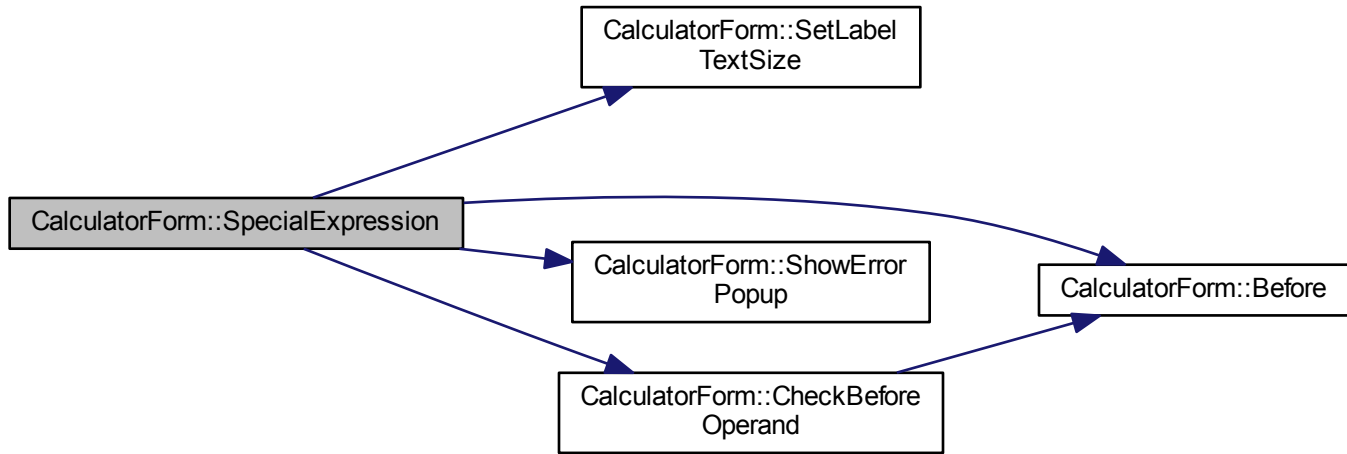 CalculatorForm::SetLabel
TextSize
CalculatorForm::SpecialExpression
CalculatorForm::ShowError
Popup
CalculatorForm::Before
CalculatorForm::CheckBefore
Operand